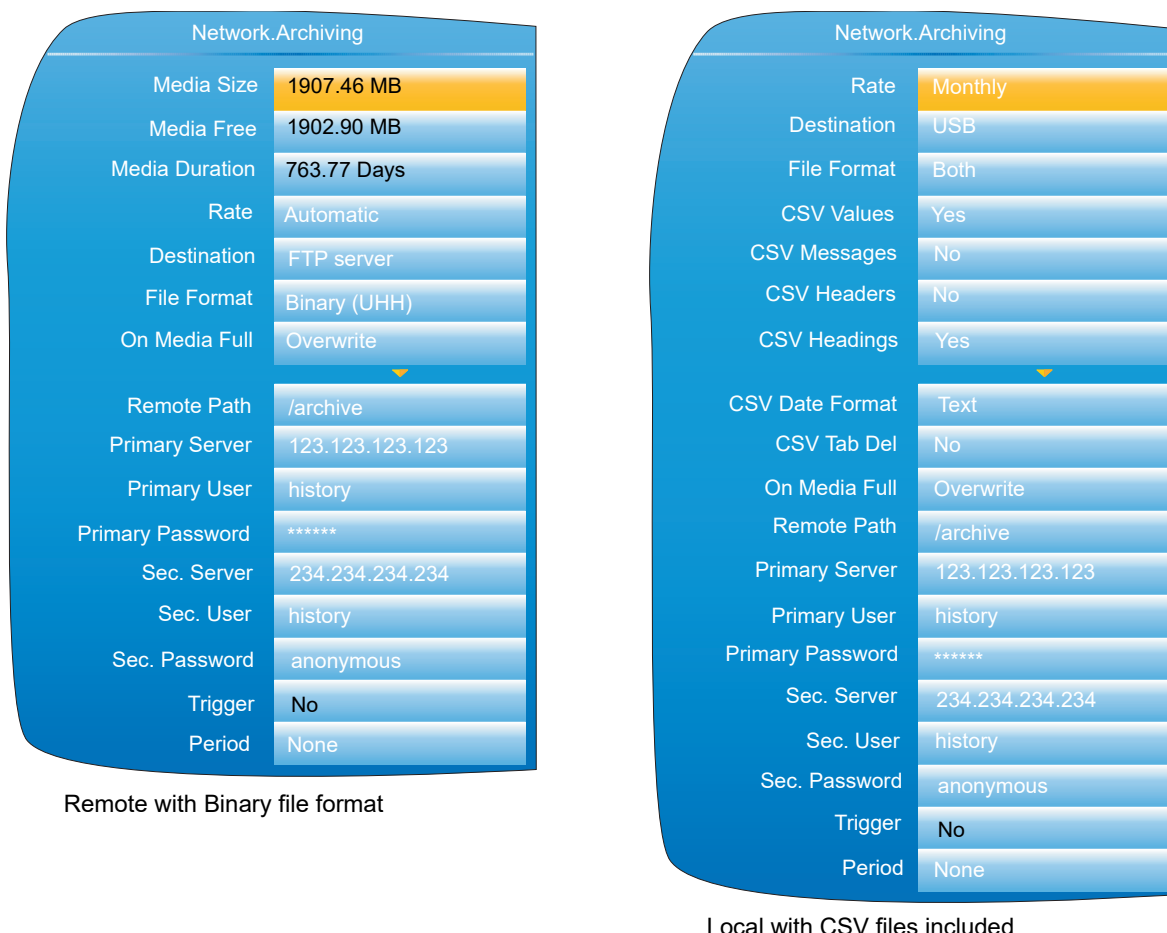 Network.Archiving
Media Size 1907.46 MB
Media Free 1902.90 MB
Media Duration 763.77 Days
Rate Automatic
Destination FTP server
File Format Binary (UHH)
On Media Full Overwrite
Remote Path /archive
Primary Server 123.123.123.123
Primary User history
Primary Password ******
Sec. Server 234.234.234.234
Sec. User history
Sec. Password anonymous
Trigger No
Period None
Remote with Binary file format
Network.Archiving
Rate Monthly
Destination USB
File Format Both
CSV Values Yes
CSV Messages No
CSV Headers No
CSV Headings Yes
CSV Date Format Text
CSV Tab Del No
On Media Full Overwrite
Remote Path /archive
Primary Server 123.123.123.123
Primary User history
Primary Password ******
Sec. Server 234.234.234.234
Sec. User history
Sec. Password anonymous
Trigger No
Period None
Local with CSV files included